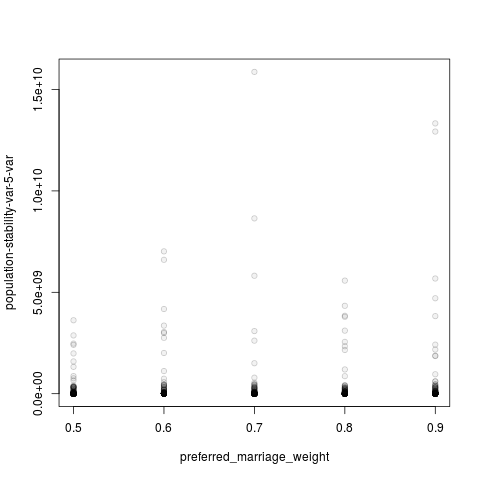 population-stability-var-5-var
1.5e+10
1.0e+10
5.0e+09
0.0e+00
0.5 0.6 0.7 0.8 0.9
preferred_marriage_weight